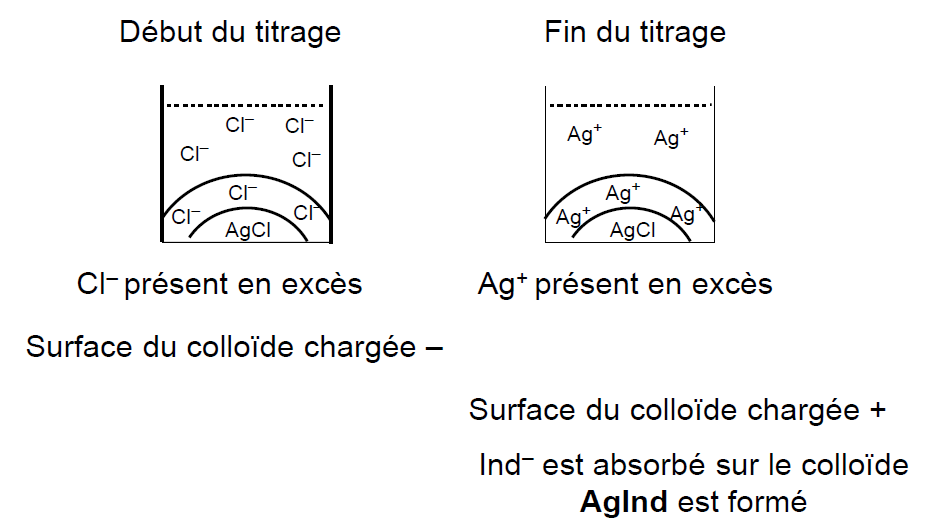 Début du titrage
Fin du titrage
Cl– Cl–
Cl– Cl–
Cl–
Cl– Cl–
AgCl
Ag+ Ag+
Ag+
Ag+ Ag+
AgCl
Cl– présent en excès
Ag+ présent en excès
Surface du colloïde chargée –
Surface du colloïde chargée +
Ind– est absorbé sur le colloïde
AgInd est formé